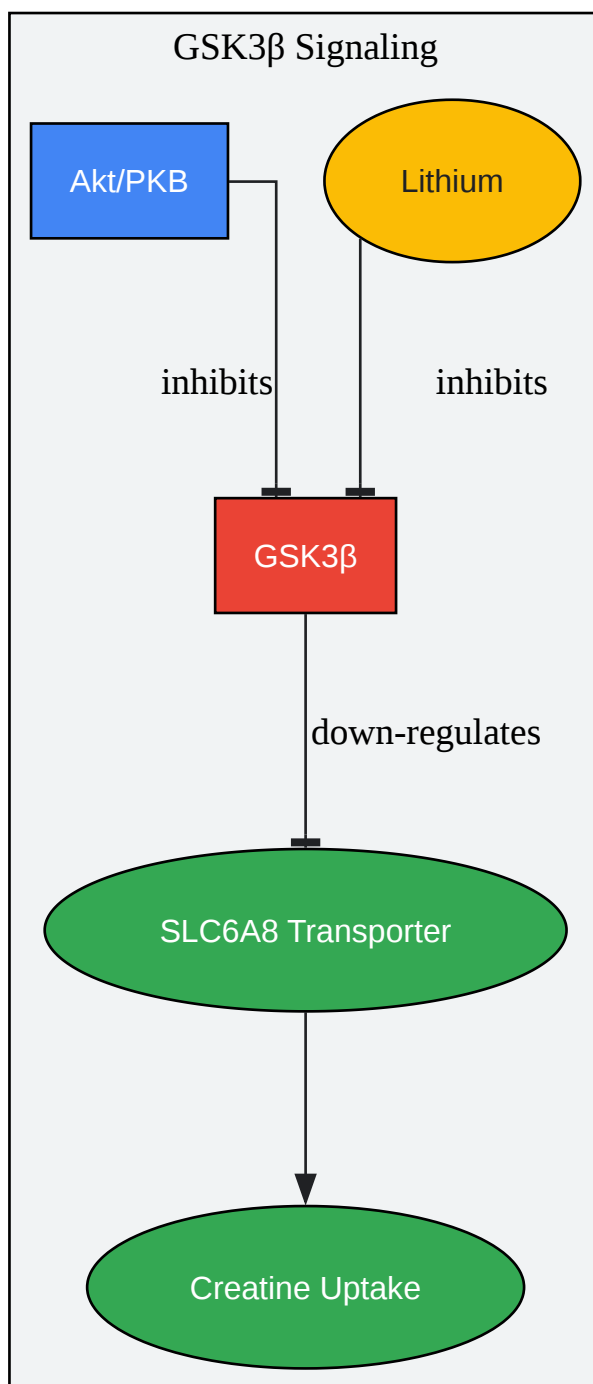 GSK3β Signaling
Akt/PKB
Lithium
inhibits
inhibits
GSK3β
down-regulates
SLC6A8 Transporter
Creatine Uptake